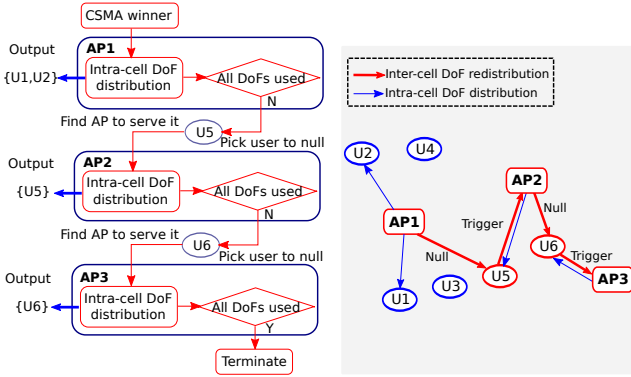 CSMA winner
Output
{U1,U2}
AP1
Intra-cell DoF
distribution
All DoFs used
N
Find AP to serve it
U5
Pick user to null
Output
{U5}
AP2
Intra-cell DoF
distribution
All DoFs used
N
Find AP to serve it
U6
Pick user to null
Output
{U6}
AP3
Intra-cell DoF
distribution
All DoFs used
Y
Terminate
Inter-cell DoF redistribution
Intra-cell DoF distribution
U2
U4
AP2
AP1
Trigger
Null
U6
Null
Trigger
U5
AP3
U3
U1